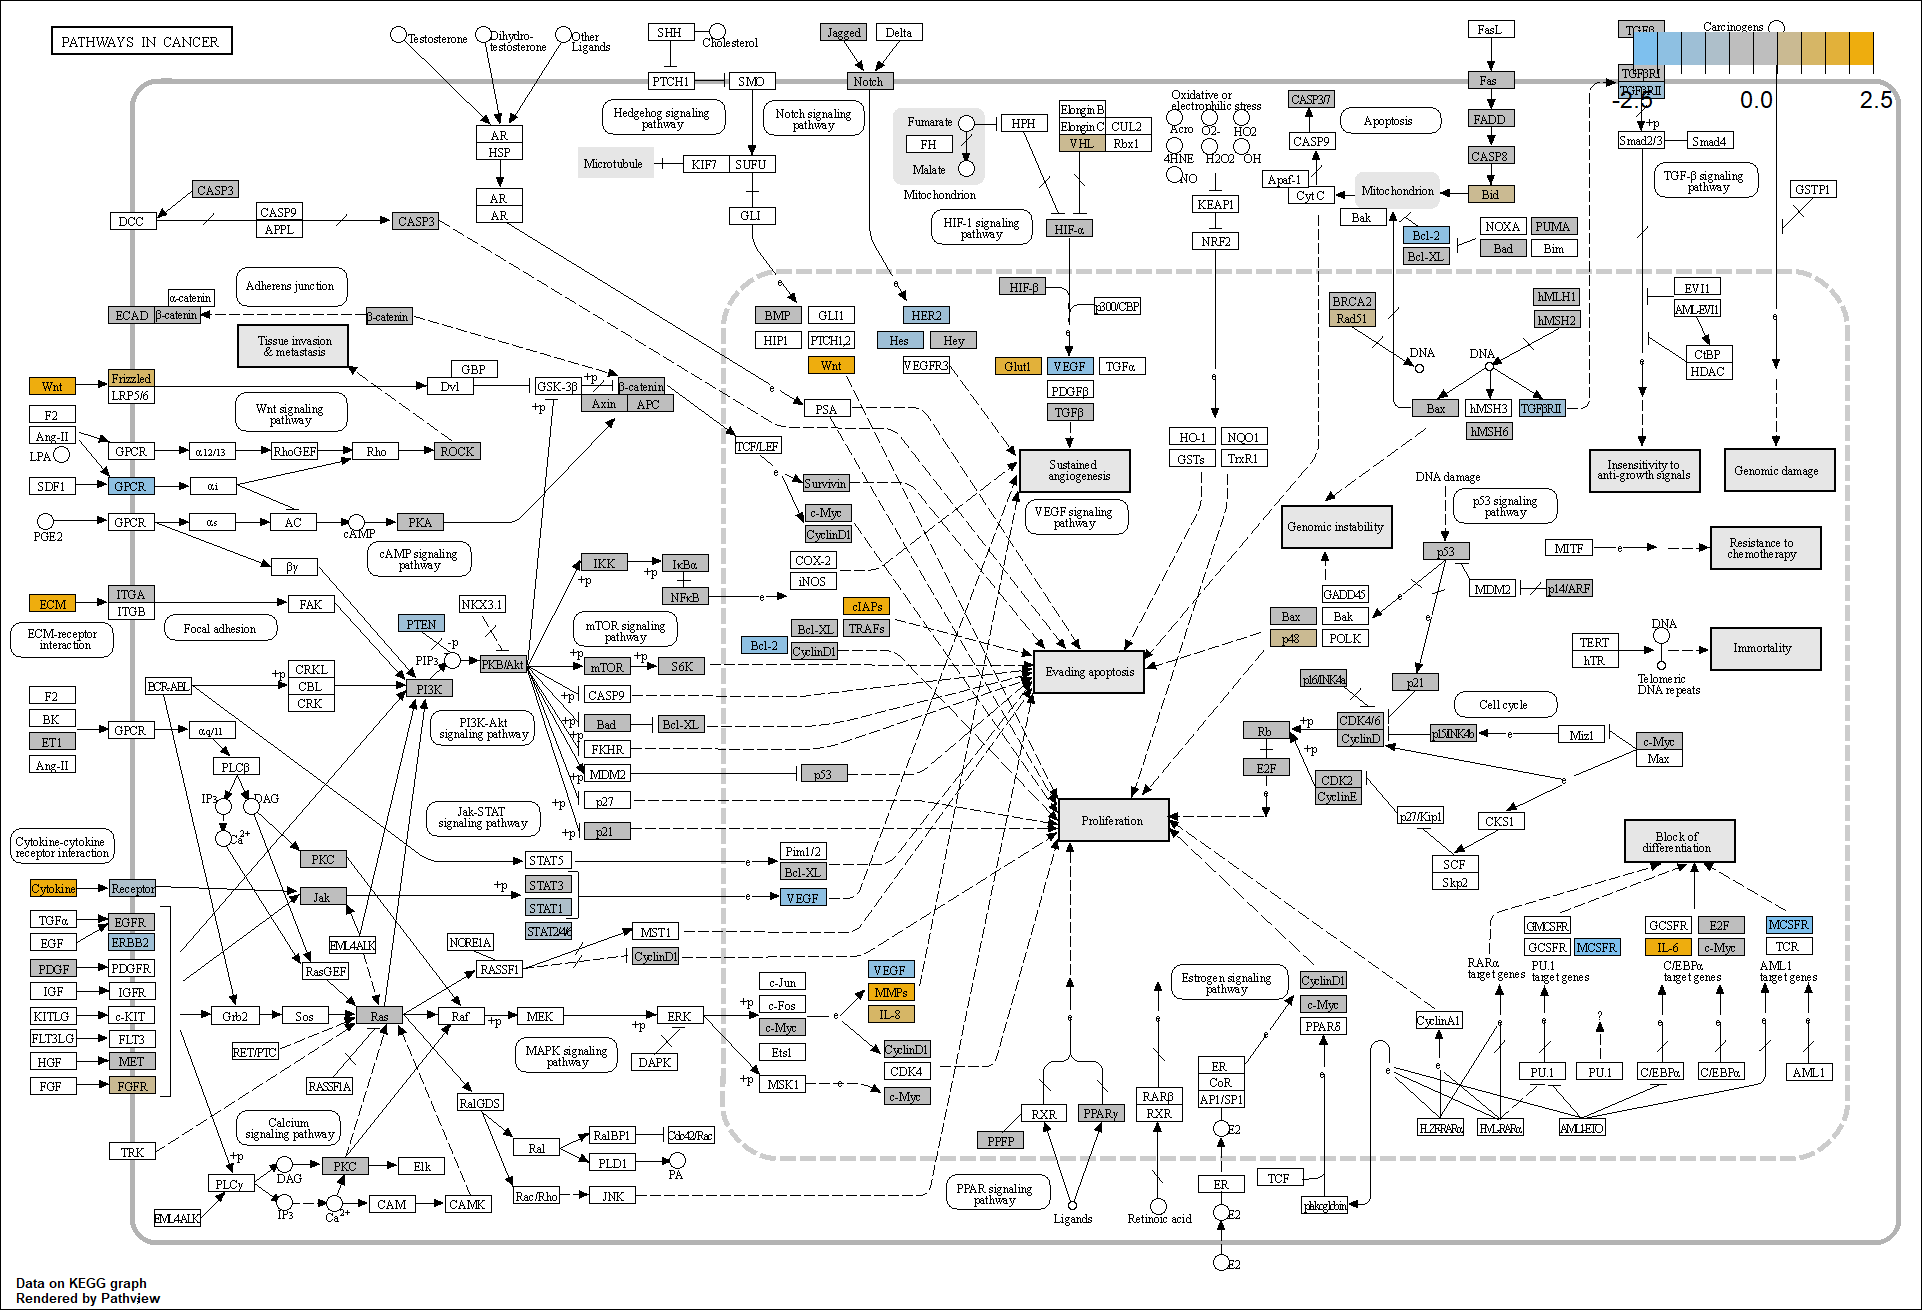 PATHWAYS IN CANCER
Testosterone
Dihydro-
testosterone
Other
Ligands
SHH
Cholesterol
PTCH1
SMO
Hedgehog signaling
pathway
Microtubule
KIF7
SUFU
GLI
Jagged
Delta
Notch
Notch signaling
pathway
Fumarate
FH
Malate
Mitochondrion
HPH
Elongin B
Elongin C
CUL2
VHL
Rbx1
HIF-1 signaling
pathway
HIF-α
Oxidative or
electrophilic stress
Acro
O2-
HO2
4HNE
H2O2
OH
NO
KEAP1
NRF2
CASP3/7
CASP9
Apaf-1
Cyt C
Apoptosis
Mitochondrion
Bak
FasL
Fas
FADD
CASP8
Bid
Bcl-2
Bcl-XL
NOXA
PUMA
Bad
Bim
TGFβ
TGFβRI
TGFβRII
-2.5
0.0
2.5
Carcinogens
+p
Smad2/3
Smad4
TGF-β signaling
pathway
GSTP1
AR
HSP
AR
AR
CASP3
DCC
CASP9
APPL
CASP3
Adherens junction
α-catenin
ECAD
β-catenin
β-catenin
Tissue invasion
& metastasis
Wnt
Frizzled
LRP5/6
Dvl
GBP
GSK-3β
+p
+p
β-catenin
Axin
APC
Wnt signaling
pathway
F2
Ang-II
LPA
GPCR
α12/13
RhoGEF
Rho
ROCK
SDF1
GPCR
αi
PGE2
GPCR
αs
AC
cAMP
PKA
cAMP signaling
pathway
βγ
ECM
ITGA
ITGB
FAK
ECM-receptor
interaction
Focal adhesion
PTEN
PIP3
-p
NKX3.1
PKB/Akt
PI3K
PI3K-Akt
signaling pathway
BCR-ABL
CRKL
CBL
CRK
+p
F2
BK
ET1
Ang-II
GPCR
αq/11
PLCβ
IP3
DAG
Ca2+
PKC
Cytokine-cytokine
receptor interaction
Cytokine
Receptor
Jak
Jak-STAT
signaling pathway
STAT5
STAT3
STAT1
STAT2/4/6
+p
TGFα
EGF
EGFR
ERBB2
PDGF
PDGFR
IGF
IGFR
KITLG
c-KIT
FLT3LG
FLT3
HGF
MET
FGF
FGFR
TRK
EML4-ALK
RasGEF
Grb2
Sos
Ras
Raf
+p
MEK
+p
ERK
DAPK
MAPK signaling
pathway
NORE1A
RASSF1
MST1
CyclinD1
RET/PTC
RASSF1A
RalGDS
Ral
RalBP1
Cdc42/Rac
PLD1
PA
Rac/Rho
JNK
Calcium
signaling pathway
+p
PLCγ
EML4-ALK
DAG
IP3
Ca2+
PKC
Elk
CAM
CAMK
IKK
+p
+p
IκBα
NFκB
e
mTOR signaling
pathway
+p
mTOR
+p
S6K
+p
CASP9
+p
Bad
Bcl-XL
+p
FKHR
+p
MDM2
p53
+p
p27
+p
p21
TCF/LEF
e
BMP
GLI1
HIP1
PTCH1,2
Wnt
HER2
Hes
Hey
VEGFR3
HIF-β
p300/CBP
Glut1
VEGF
TGFα
PDGFβ
TGFβ
PSA
Survivin
c-Myc
CyclinD1
COX-2
iNOS
cIAPs
Bcl-XL
TRAFs
Bcl-2
CyclinD1
Sustained
angiogenesis
VEGF signaling
pathway
HO-1
NQO1
GSTs
TrxR1
Evading apoptosis
Proliferation
Pim1/2
Bcl-XL
VEGF
c-Jun
c-Fos
c-Myc
Ets1
+p
+p
MSK1
VEGF
MMPs
IL-8
CyclinD1
CDK4
c-Myc
BRCA2
Rad51
DNA
DNA
hMLH1
hMSH2
Bax
hMSH3
TGFβRII
hMSH6
EVI1
AML-EVI1
CtBP
HDAC
Insensitivity to
anti-growth signals
Genomic damage
Genomic instability
DNA damage
p53 signaling
pathway
p53
MDM2
p14/ARF
MITF
Resistance to
chemotherapy
GADD45
Bax
Bak
p48
POLK
TERT
hTR
DNA
Telomeric
DNA repeats
Immortality
p16/INK4a
p21
Cell cycle
Rb
+p
CDK4/6
CyclinD
p15/INK4b
Miz1
c-Myc
Max
E2F
+p
CDK2
CyclinE
p27/Kip1
CKS1
SCF
Skp2
Block of
differentiation
GMCSFR
GCSFR
MCSFR
GCSFR
IL-6
E2F
c-Myc
MCSFR
TCR
RARα
target genes
PU.1
target genes
C/EBPα
target genes
AML1
target genes
Estrogen signaling
pathway
CyclinD1
c-Myc
PPARδ
CyclinA1
?
PU.1
PU.1
C/EBPα
C/EBPα
AML1
PLZF-RARα
PML-RARα
AML1-ETO
RXR
PPARγ
PPFP
PPAR signaling
pathway
Ligands
RARβ
RXR
Retinoic acid
ER
CoR
AP1/SP1
E2
ER
E2
E2
TCF
plakoglobin
Data on KEGG graph
Rendered by Pathview